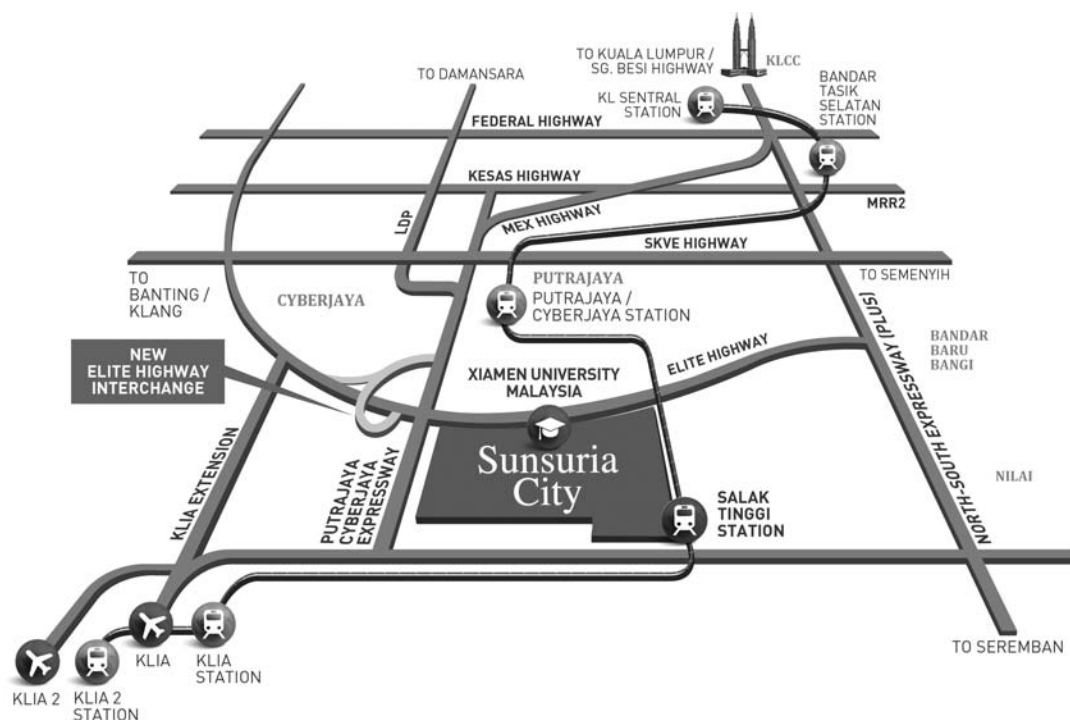 TO KUALA LUMPUR /
SG. BESI HIGHWAY
KLCC
TO DAMANSARA
BANDAR
TASIK
SELATAN
STATION
KL SENTRAL
STATION
FEDERAL HIGHWAY
KESAS HIGHWAY
MRR2
LDP
MEX HIGHWAY
SKVE HIGHWAY
TO
BANTING /
KLANG
CYBERJAYA
PUTRAJAYA
PUTRAJAYA /
CYBERJAYA STATION
TO SEMENYIH
NEW
ELITE HIGHWAY
INTERCHANGE
XIAMEN UNIVERSITY
MALAYSIA
ELITE HIGHWAY
BANDAR
BARU
BANGI
NORTH-SOUTH EXPRESSWAY (PLUS)
Sunsuria
City
NILAI
KLIA EXTENSION
PUTRAJAYA
CYBERJAYA
EXPRESSWAY
SALAK
TINGGI
STATION
TO SEREMBAN
KLIA 2
KLIA 2
STATION
KLIA
KLIA
STATION